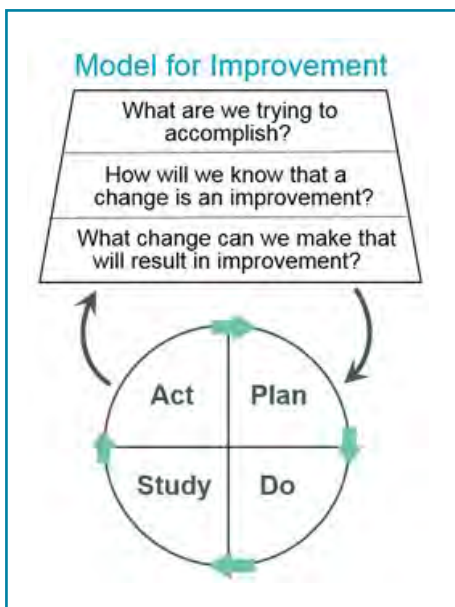 Model for Improvement
What are we trying to
accomplish?
How will we know that a
change is an improvement?
What change can we make that
will result in improvement?
Act
Plan
Study
Do